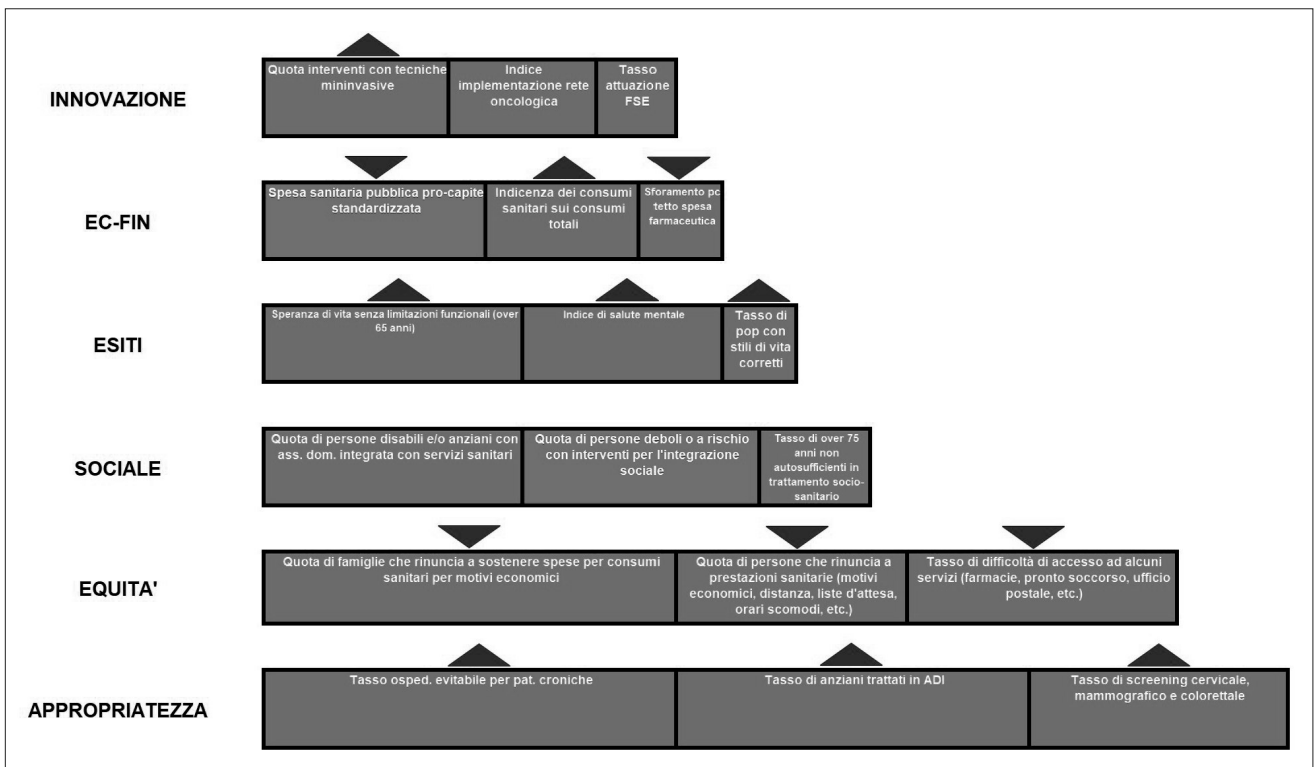 INNOVAZIONE
Quota interventi con tecniche
mininvasive
Indice
implementazione rete
oncologica
Tasso
attuazione
FSE
EC-FIN
Spesa sanitaria pubblica pro-capite
standardizzata
Indicenza dei consumi
sanitari sui consumi
totali
Sforamento pc
tetto spesa
farmaceutica
ESITI
Speranza di vita senza limitazioni funzionali (over
65 anni)
Indice di salute mentale
Tasso di
pop con
stili di vita
corretti
SOCIALE
Quota di persone disabili e/o anziani con
ass. dom. integrata con servizi sanitari
Quota di persone deboli o a rischio
con interventi per l'integrazione
sociale
Tasso di over 75
anni non
autosufficienti in
trattamento socio-
sanitario
EQUITA'
Quota di famiglie che rinuncia a sostenere spese per consumi
sanitari per motivi economici
Quota di persone che rinuncia a
prestazioni sanitarie (motivi
economici, distanza, liste d'attesa,
orari scomodi, etc.)
Tasso di difficoltà di accesso ad alcuni
servizi (farmacie, pronto soccorso, ufficio
postale, etc.)
APPROPRIATEZZA
Tasso osped. evitabile per pat. croniche
Tasso di anziani trattati in ADI
Tasso di screening cervicale,
mammografico e colorettale